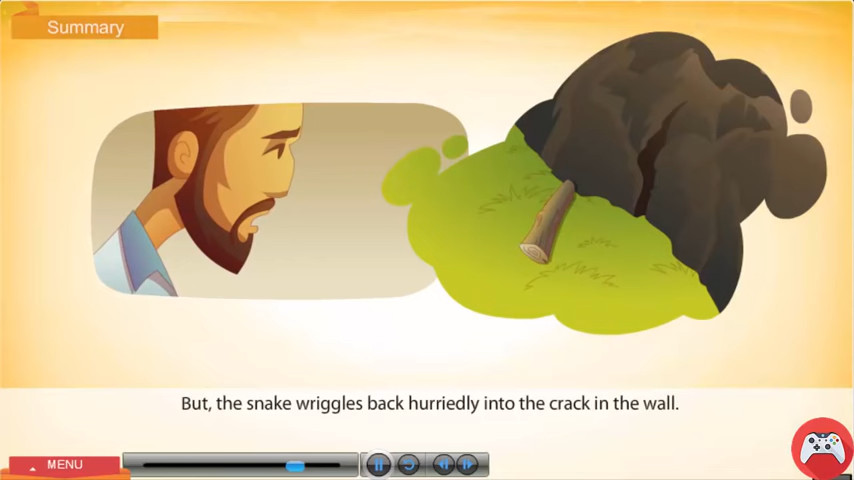 Summary
But, the snake wriggles back hurriedly into the crack in the wall.
MENU